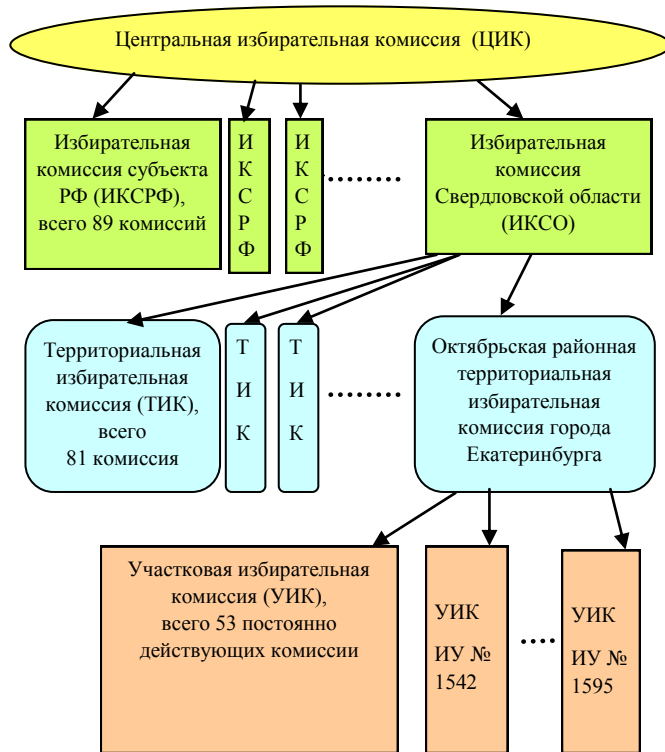 Центральная избирательная комиссия (ЦИК)
Избирательная
комиссия субъекта
РФ (ИКСРФ),
всего 89 комиссий
И
К
С
Р
Ф
И
К
С
Р
Ф
........
Избирательная
комиссия
Свердловской области
(ИКСО)
Территориальная
избирательная
комиссия (ТИК),
всего
81 комиссия
Т
И
К
Т
И
К
........
Октябрьская районная
территориальная
избирательная
комиссия города
Екатеринбурга
Участковая избирательная
комиссия (УИК),
всего 53 постоянно
действующих комиссии
УИК
ИУ №
1542
....
УИК
ИУ №
1595